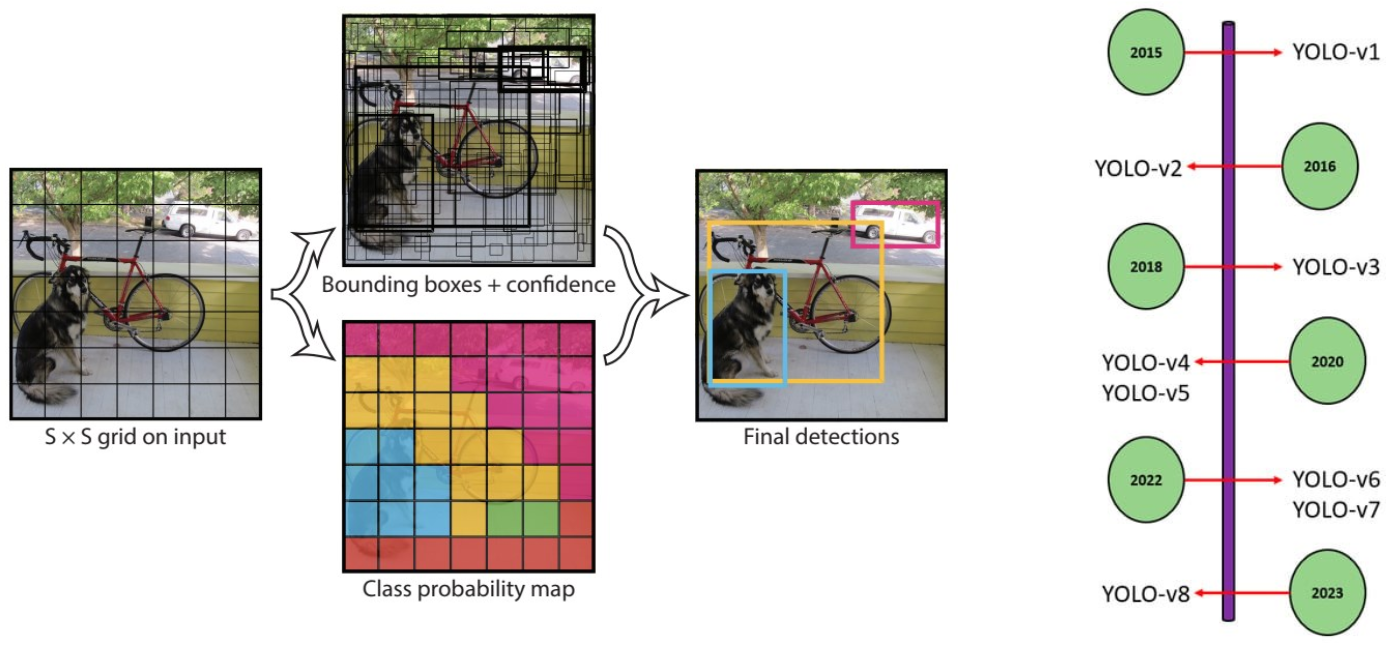 S × S grid on input
Bounding boxes + confidence
Class probability map
Final detections
2015
YOLO-v1
YOLO-v2
2016
2018
YOLO-v3
YOLO-v4
YOLO-v5
2020
2022
YOLO-v6
YOLO-v7
YOLO-v8
2023